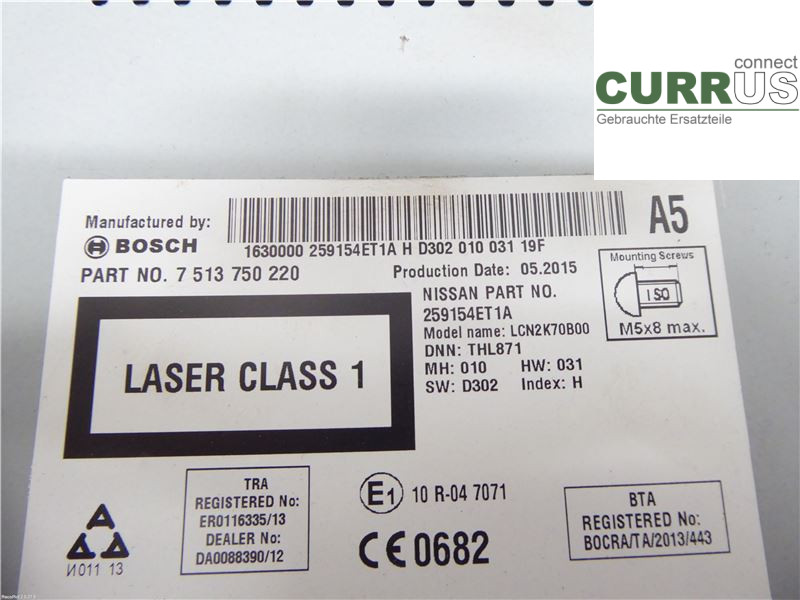 connect
CURRUS
Gebrauchte Ersatzteile
Manufactured by:
BOSCH
1630000 259154ET1A H D302 010 031 19F
A5
PART NO. 7 513 750 220
Production Date: 05.2015
NISSAN PART NO.
259154ET1A
Model name: LCN2K70B00
DNN: THL871
MH: 010 HW: 031
SW: D302 Index: H
Mounting Screws
ISO
M5x8 max.
LASER CLASS 1
TRA
REGISTERED No:
ER0116335/13
DEALER No:
DA0088390/12
E1 10 R-04 7071
CE 0682
BTA
REGISTERED No:
BOCRA/TA/2013/443
И011 13